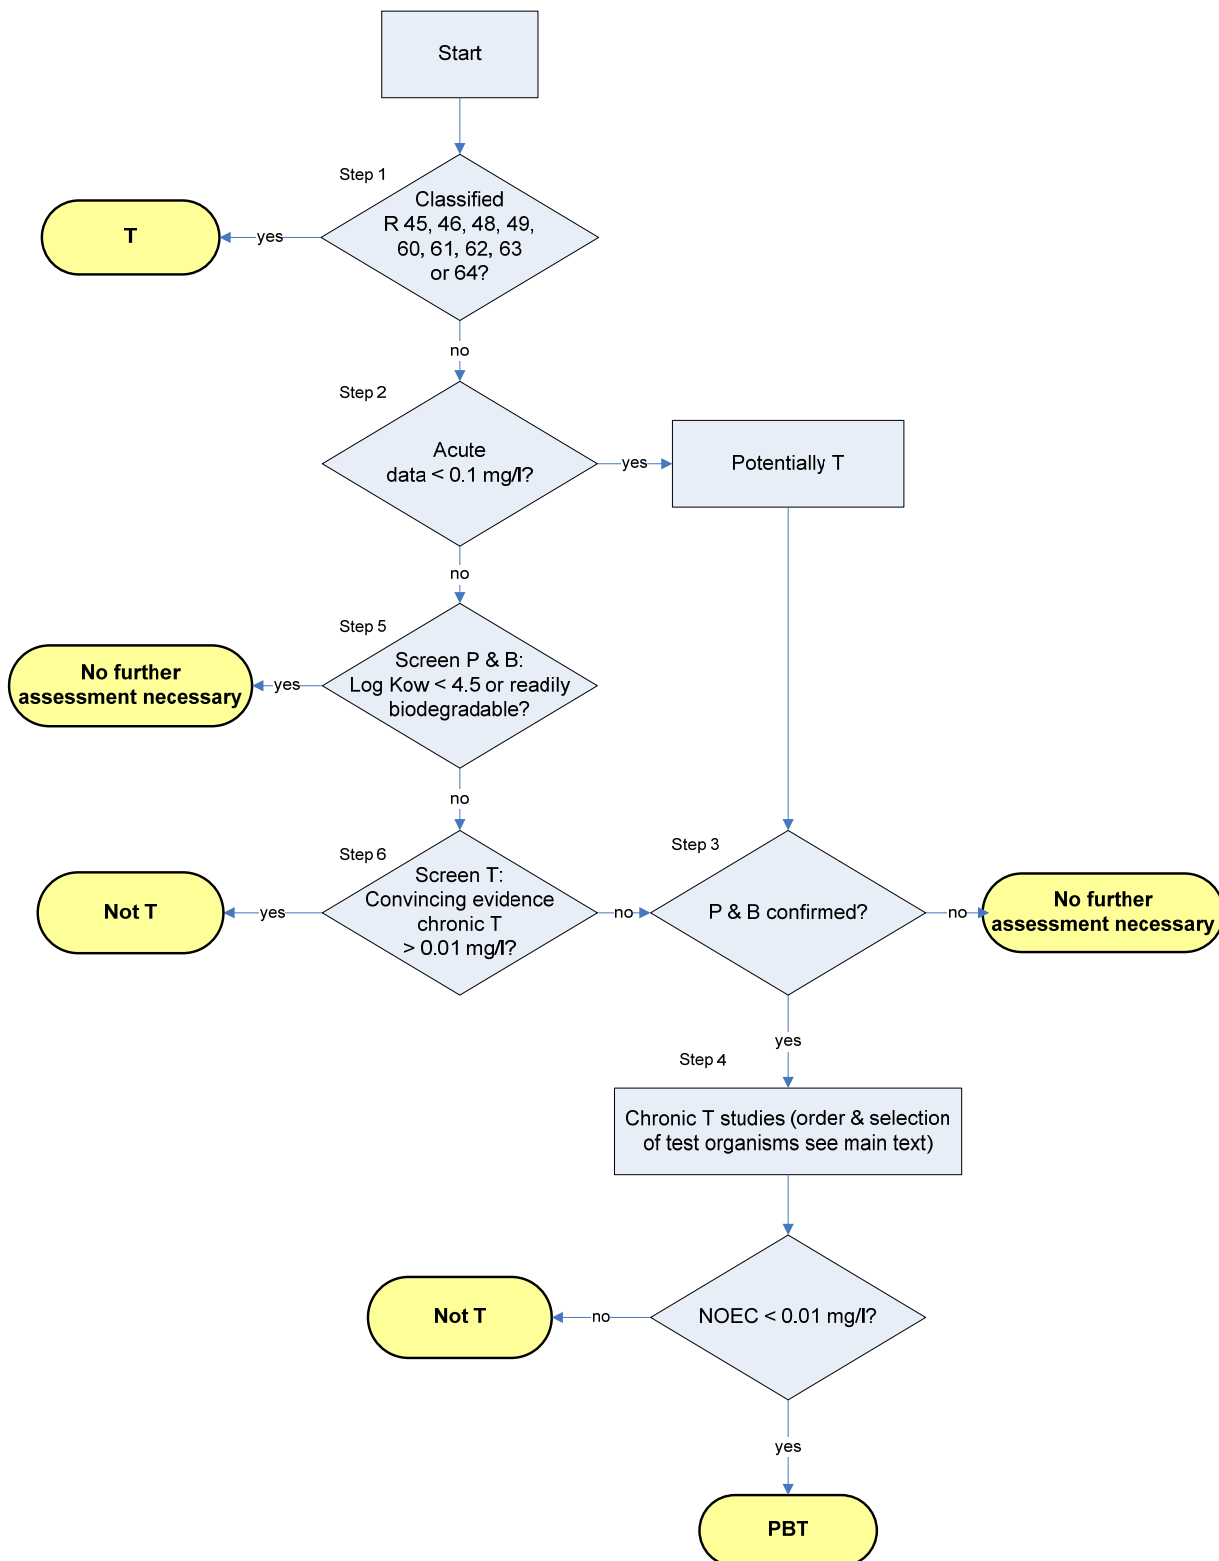 Start
Step 1
Classified
R 45, 46, 48, 49,
60, 61, 62, 63
or 64?
yes
T
no
Step 2
Acute
data < 0.1 mg/l?
yes
Potentially T
no
Step 5
Screen P & B:
Log Kow < 4.5 or readily
biodegradable?
yes
No further
assessment necessary
no
Step 6
Screen T:
Convincing evidence
chronic T
> 0.01 mg/l?
yes
Not T
no
Step 3
P & B confirmed?
no
No further
assessment necessary
yes
Step 4
Chronic T studies (order & selection
of test organisms see main text)
NOEC < 0.01 mg/l?
no
Not T
yes
PBT